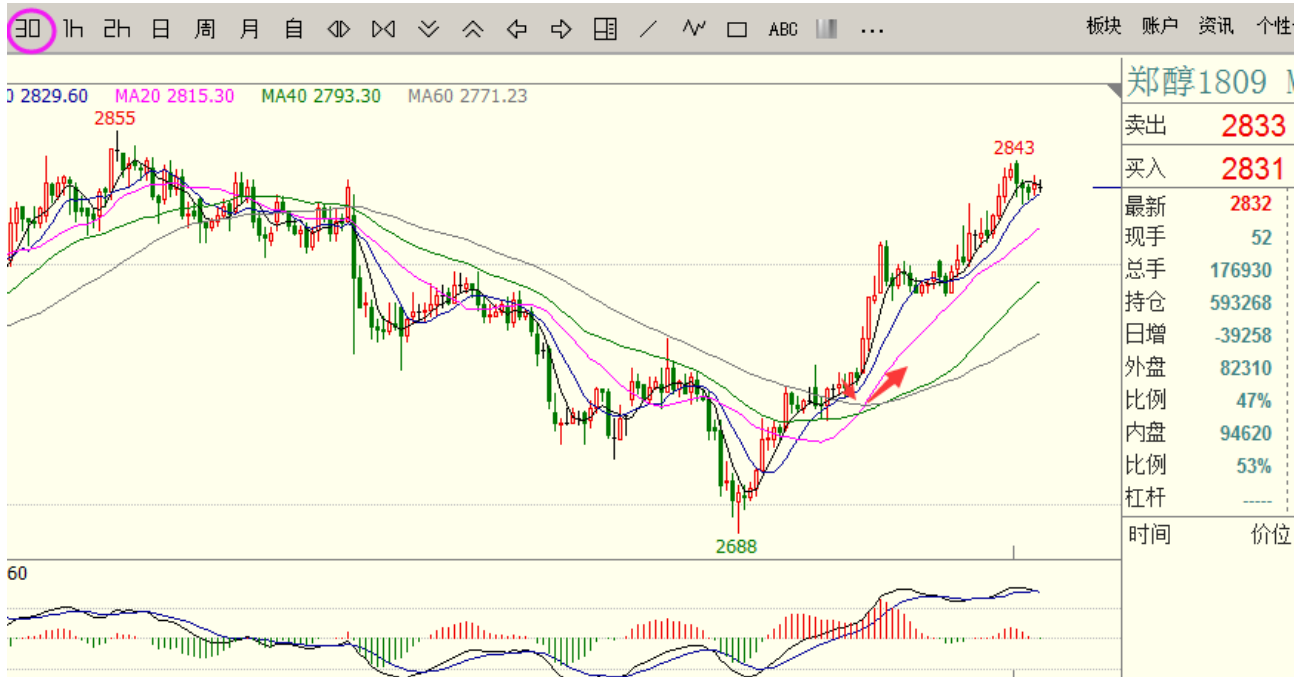 30 1h 2h 日 周 月 自 ABC ... 板块 账户 资讯 个性
郑醇1809 M
0 2829.60 MA20 2815.30 MA40 2793.30 MA60 2771.23
2855
卖出 2833
2843
买入 2831
最新 2832
现手 52
总手 176930
持仓 593268
日增 -39258
外盘 82310
比例 47%
内盘 94620
比例 53%
杠杆 -----
时间 价位
2688
60